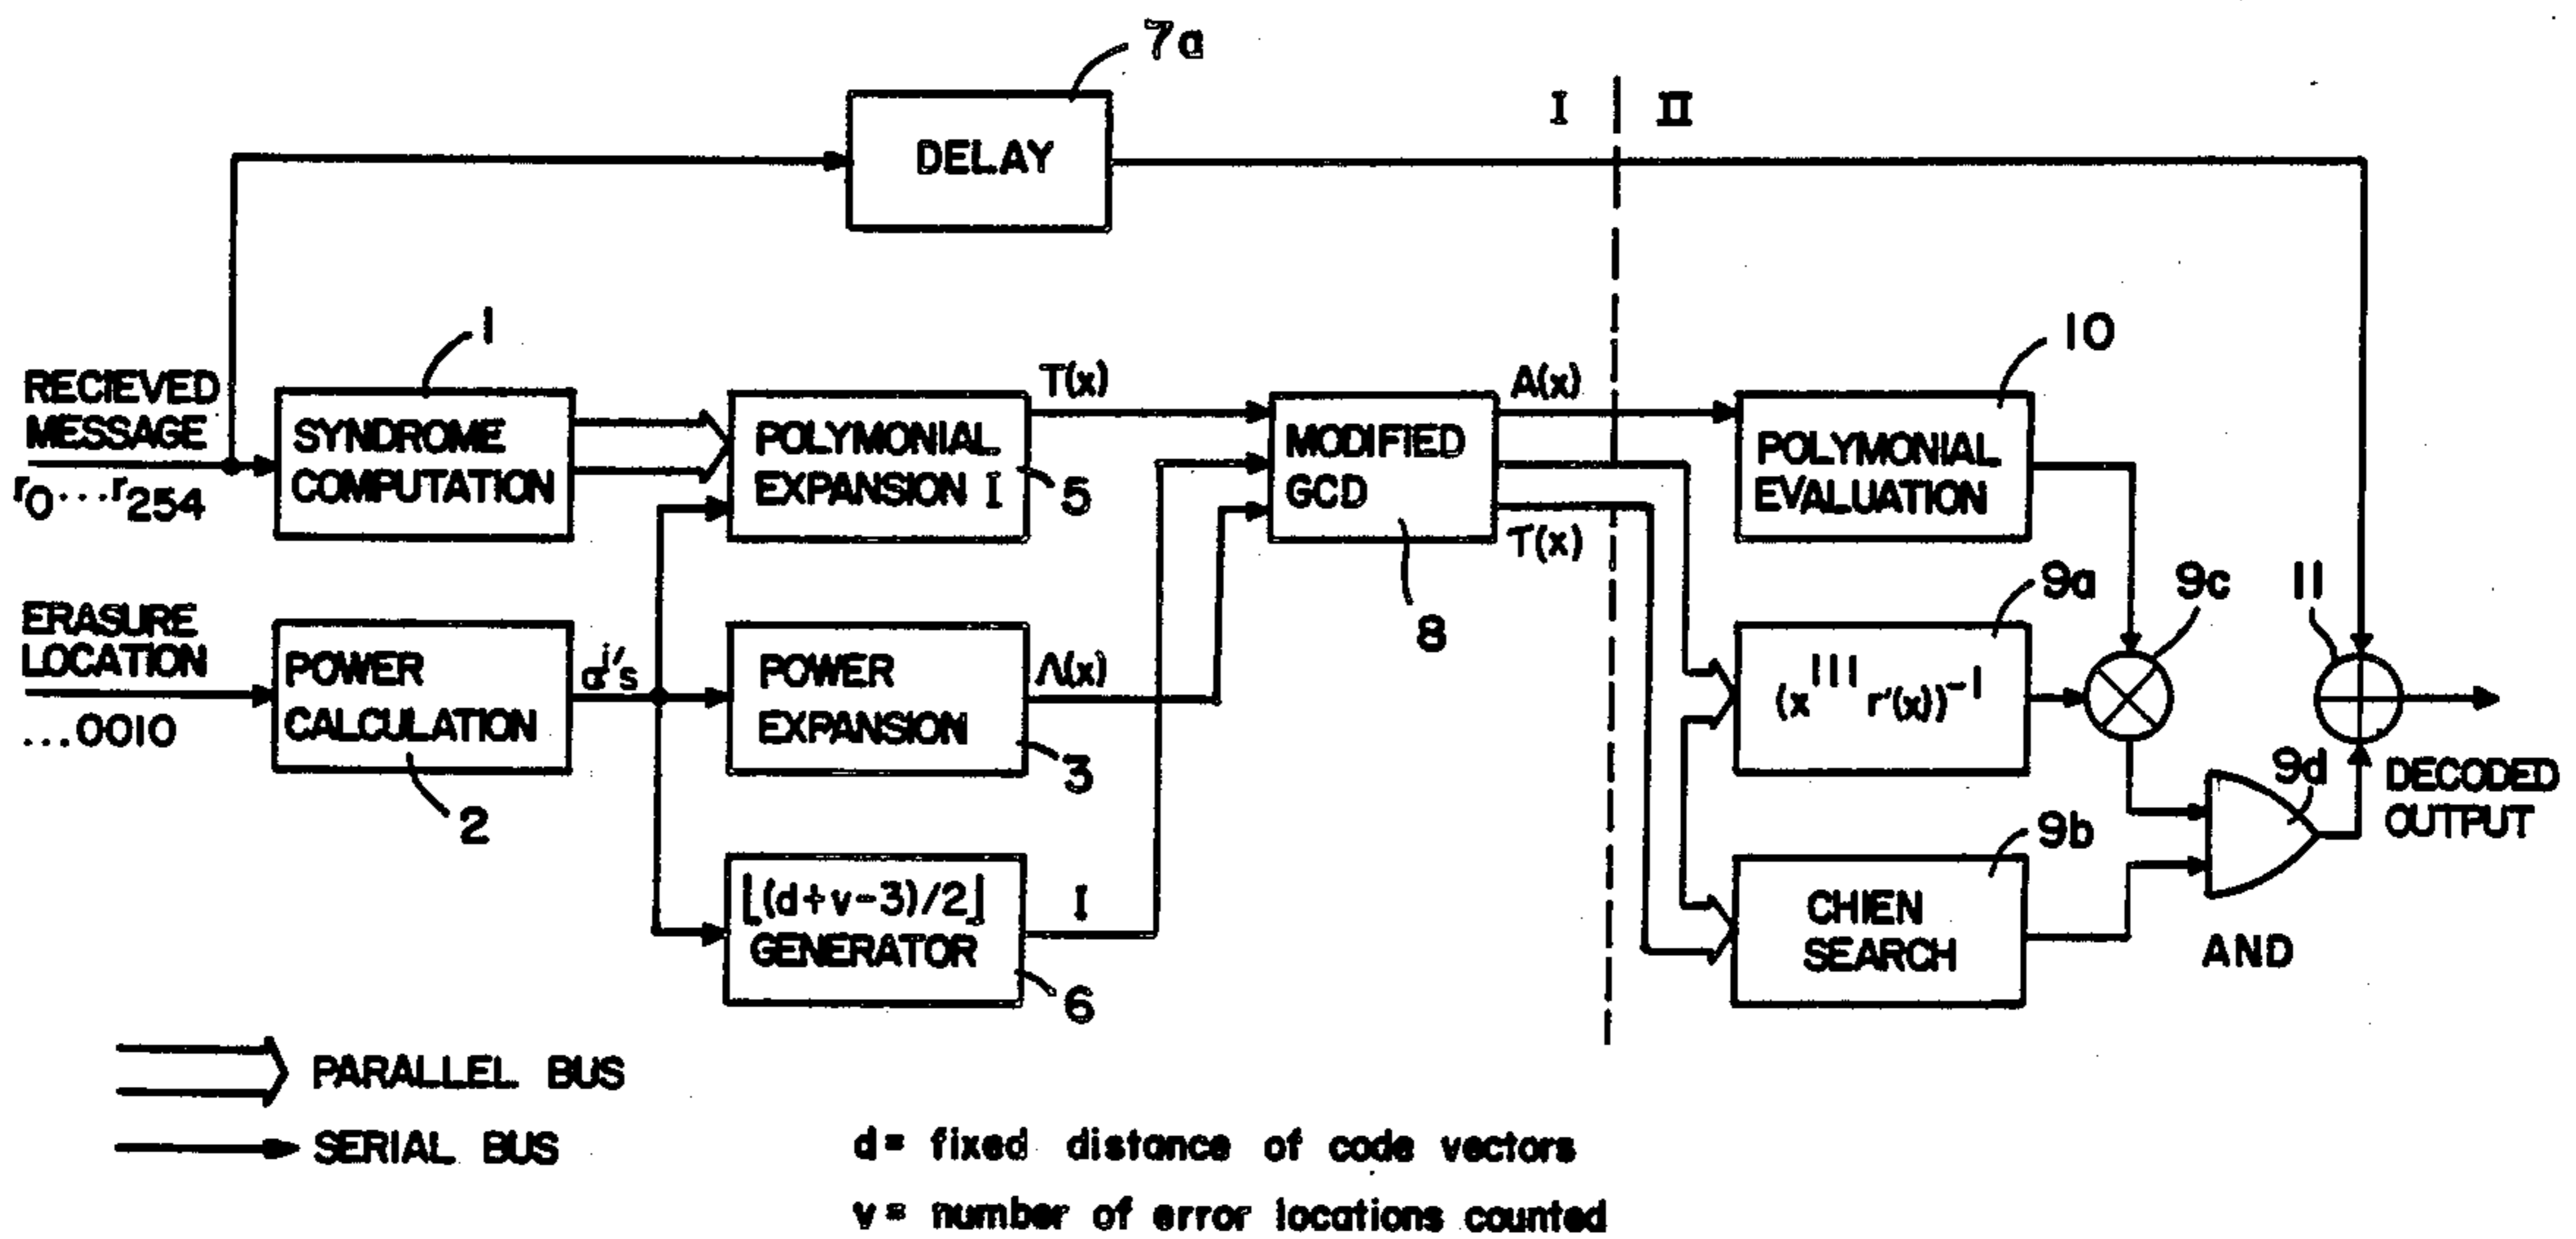 7a
DELAY
I
II
1
10
RECIEVED
MESSAGE
r0...r254
SYNDROME
COMPUTATION
POLYMONIAL
EXPANSION I
5
T(x)
MODIFIED
GCD
8
A(x)
τ(x)
POLYMONIAL
EVALUATION
ERASURE
LOCATION
...0010
POWER
CALCULATION
2
αⁱ's
POWER
EXPANSION
3
Λ(x)
9a
(x¹¹¹ r'(x))⁻¹
9c
11
⌊(d+v-3)/2⌋
GENERATOR
6
I
9b
CHIEN
SEARCH
9d
AND
DECODED
OUTPUT
PARALLEL BUS
SERIAL BUS
d= fixed distance of code vectors
v= number of error locations counted